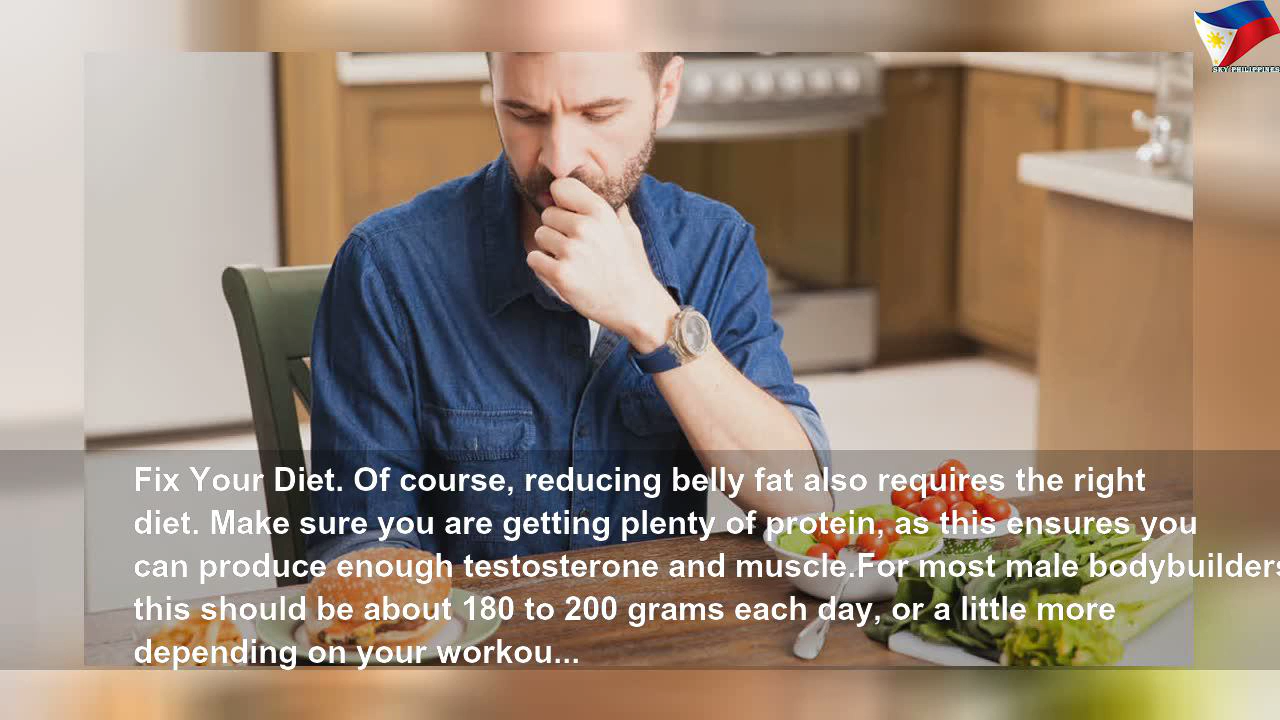 SKY PHILIPPINES
Fix Your Diet. Of course, reducing belly fat also requires the right
diet. Make sure you are getting plenty of protein, as this ensures you
can produce enough testosterone and muscle.For most male bodybuilders
this should be about 180 to 200 grams each day, or a little more
depending on your workou...